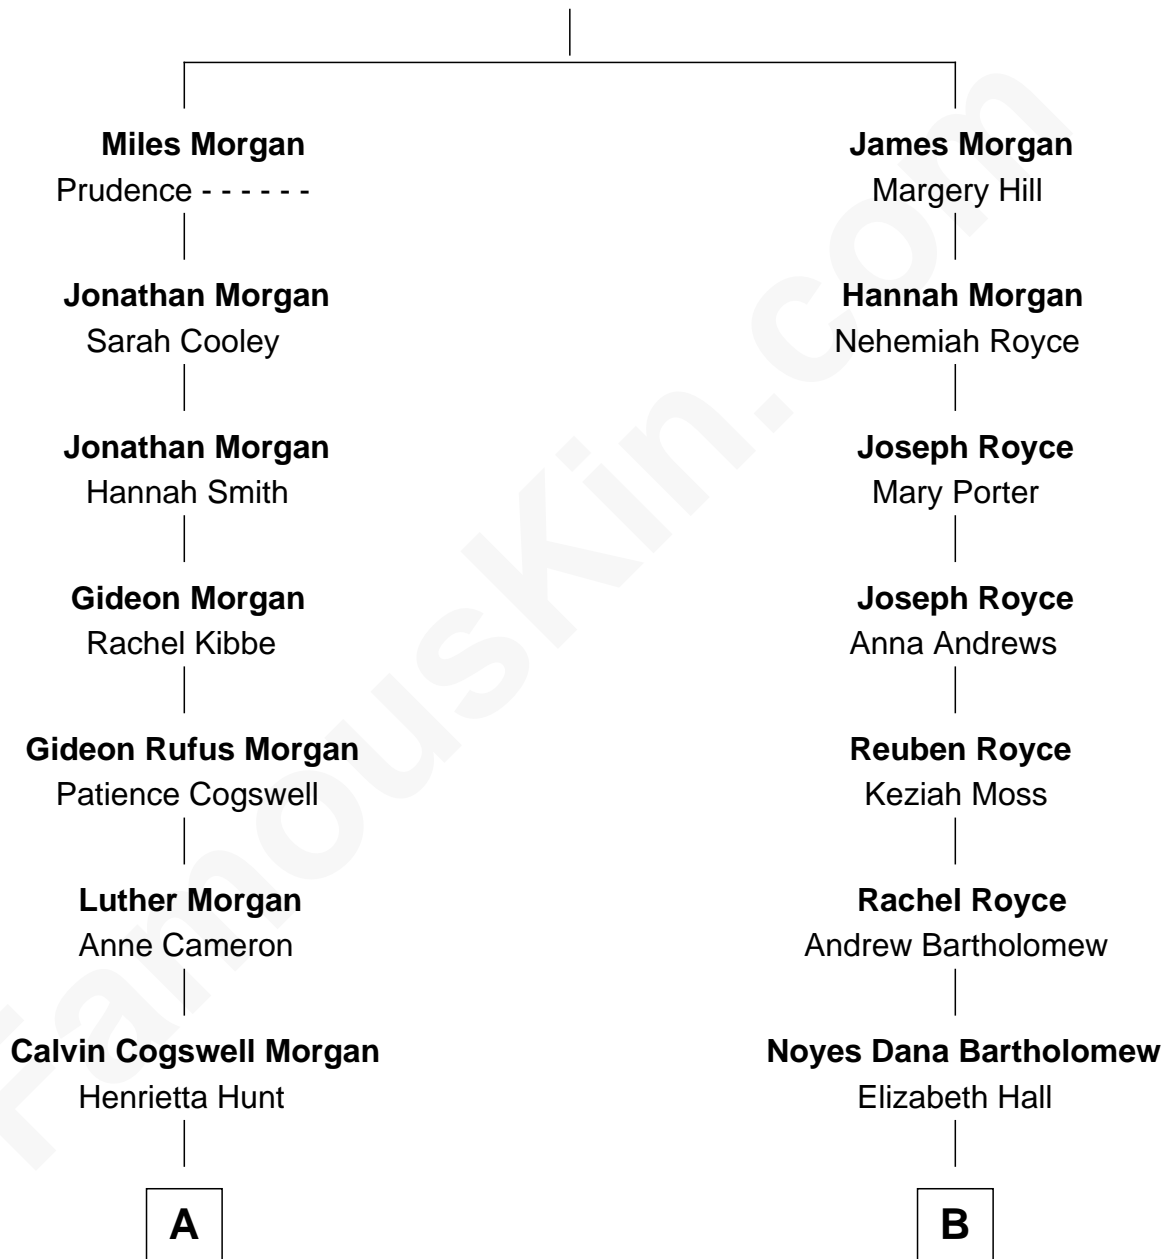 Miles Morgan
Prudence - - - - - -
Jonathan Morgan
Sarah Cooley
Jonathan Morgan
Hannah Smith
Gideon Morgan
Rachel Kibbe
Gideon Rufus Morgan
Patience Cogswell
Luther Morgan
Anne Cameron
Calvin Cogswell Morgan
Henrietta Hunt
A
James Morgan
Margery Hill
Hannah Morgan
Nehemiah Royce
Joseph Royce
Mary Porter
Joseph Royce
Anna Andrews
Reuben Royce
Keziah Moss
Rachel Royce
Andrew Bartholomew
Noyes Dana Bartholomew
Elizabeth Hall
B
FamousKin.com